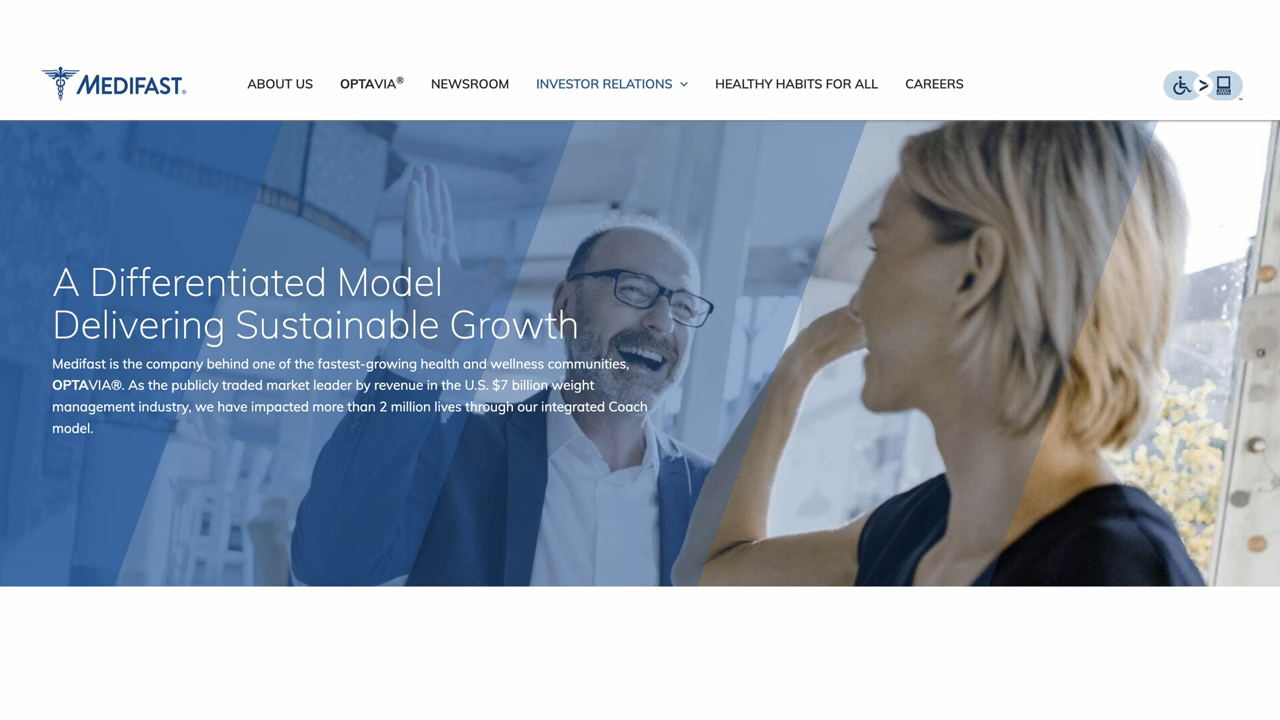 MEDIFAST®
ABOUT US
OPTAVIA®
NEWSROOM
INVESTOR RELATIONS
HEALTHY HABITS FOR ALL
CAREERS
A Differentiated Model
Delivering Sustainable Growth
Medifast is the company behind one of the fastest-growing health and wellness communities,
OPTAVIA®. As the publicly traded market leader by revenue in the U.S. $7 billion weight
management industry, we have impacted more than 2 million lives through our integrated Coach
model.